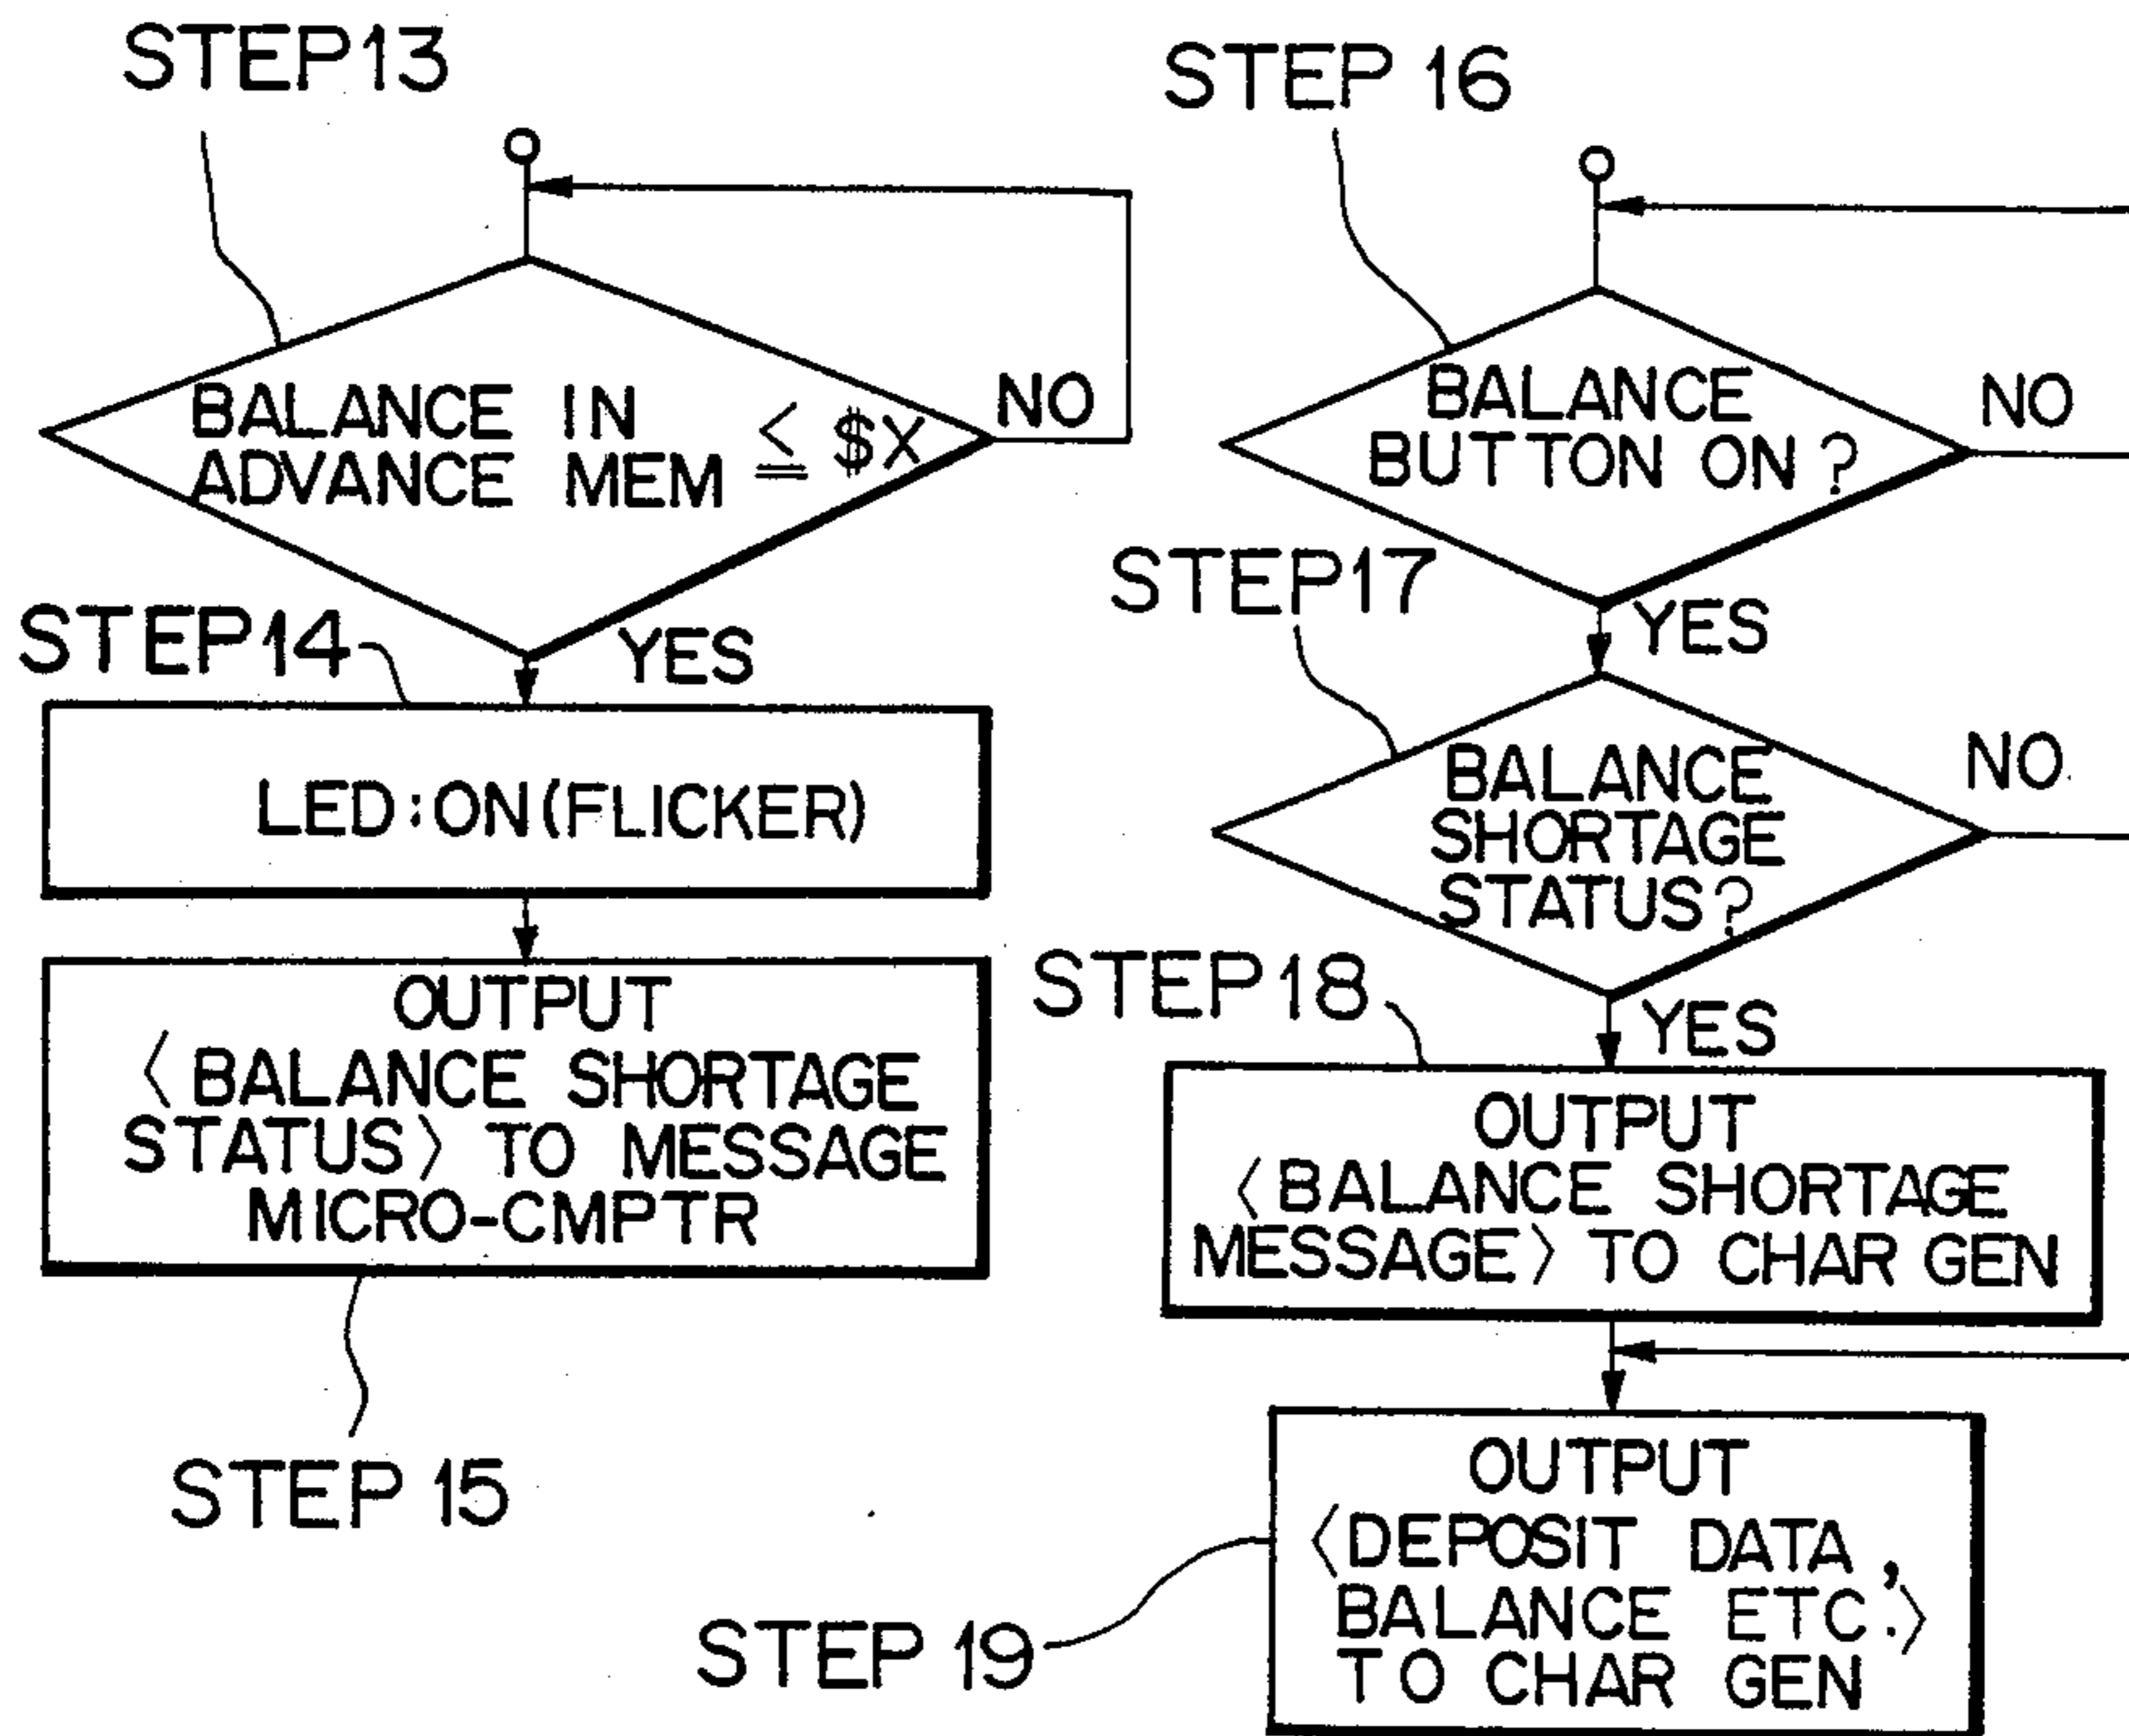 STEP13
BALANCE IN
ADVANCE MEM ≦ $X
NO
YES
STEP14
LED:ON(FLICKER)
OUTPUT
〈BALANCE SHORTAGE
STATUS〉 TO MESSAGE
MICRO-CMPTR
STEP 15
STEP 16
BALANCE
BUTTON ON?
NO
YES
STEP17
BALANCE
SHORTAGE
STATUS?
NO
YES
STEP18
OUTPUT
〈BALANCE SHORTAGE
MESSAGE〉 TO CHAR GEN
OUTPUT
〈DEPOSIT DATA,
BALANCE ETC.〉
TO CHAR GEN
STEP 19